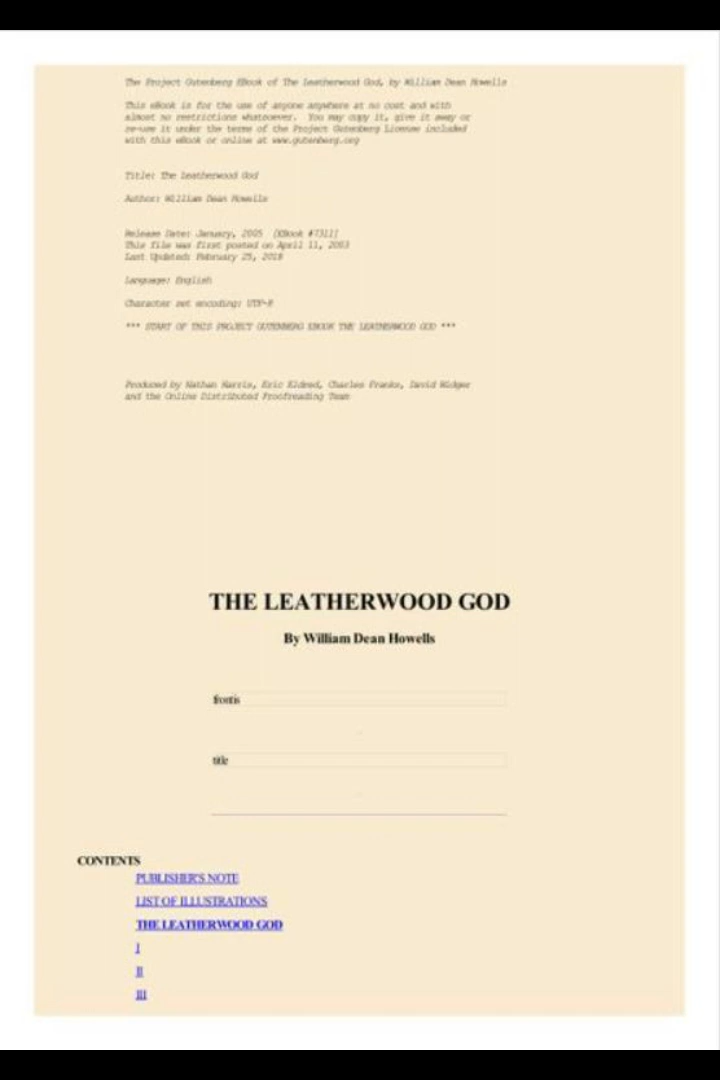 The Project Gutenberg EBook of The Leatherwood God, by William Dean Howells
This eBook is for the use of anyone anywhere at no cost and with
almost no restrictions whatsoever.  You may copy it, give it away or
re-use it under the terms of the Project Gutenberg License included
with this eBook or online at www.gutenberg.org
Title: The Leatherwood God
Author: William Dean Howells
Release Date: January, 2005  [EBook #7311]
This file was first posted on April 11, 2003
Last Updated: February 25, 2018
Language: English
Character set encoding: UTF-8
*** START OF THIS PROJECT GUTENBERG EBOOK THE LEATHERWOOD GOD ***
Produced by Nathan Harris, Eric Eldred, Charles Franks, David Widger
and the Online Distributed Proofreading Team
THE LEATHERWOOD GOD
By William Dean Howells
frontis
title
CONTENTS
PUBLISHER'S NOTE
LIST OF ILLUSTRATIONS
THE LEATHERWOOD GOD
I
II
III